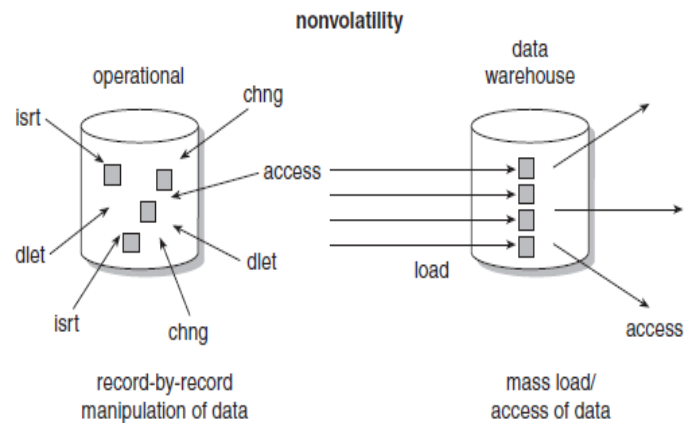 nonvolatility
operational
data
warehouse
isrt
chng
access
dlet
dlet
isrt
chng
load
access
record-by-record
manipulation of data
mass load/
access of data